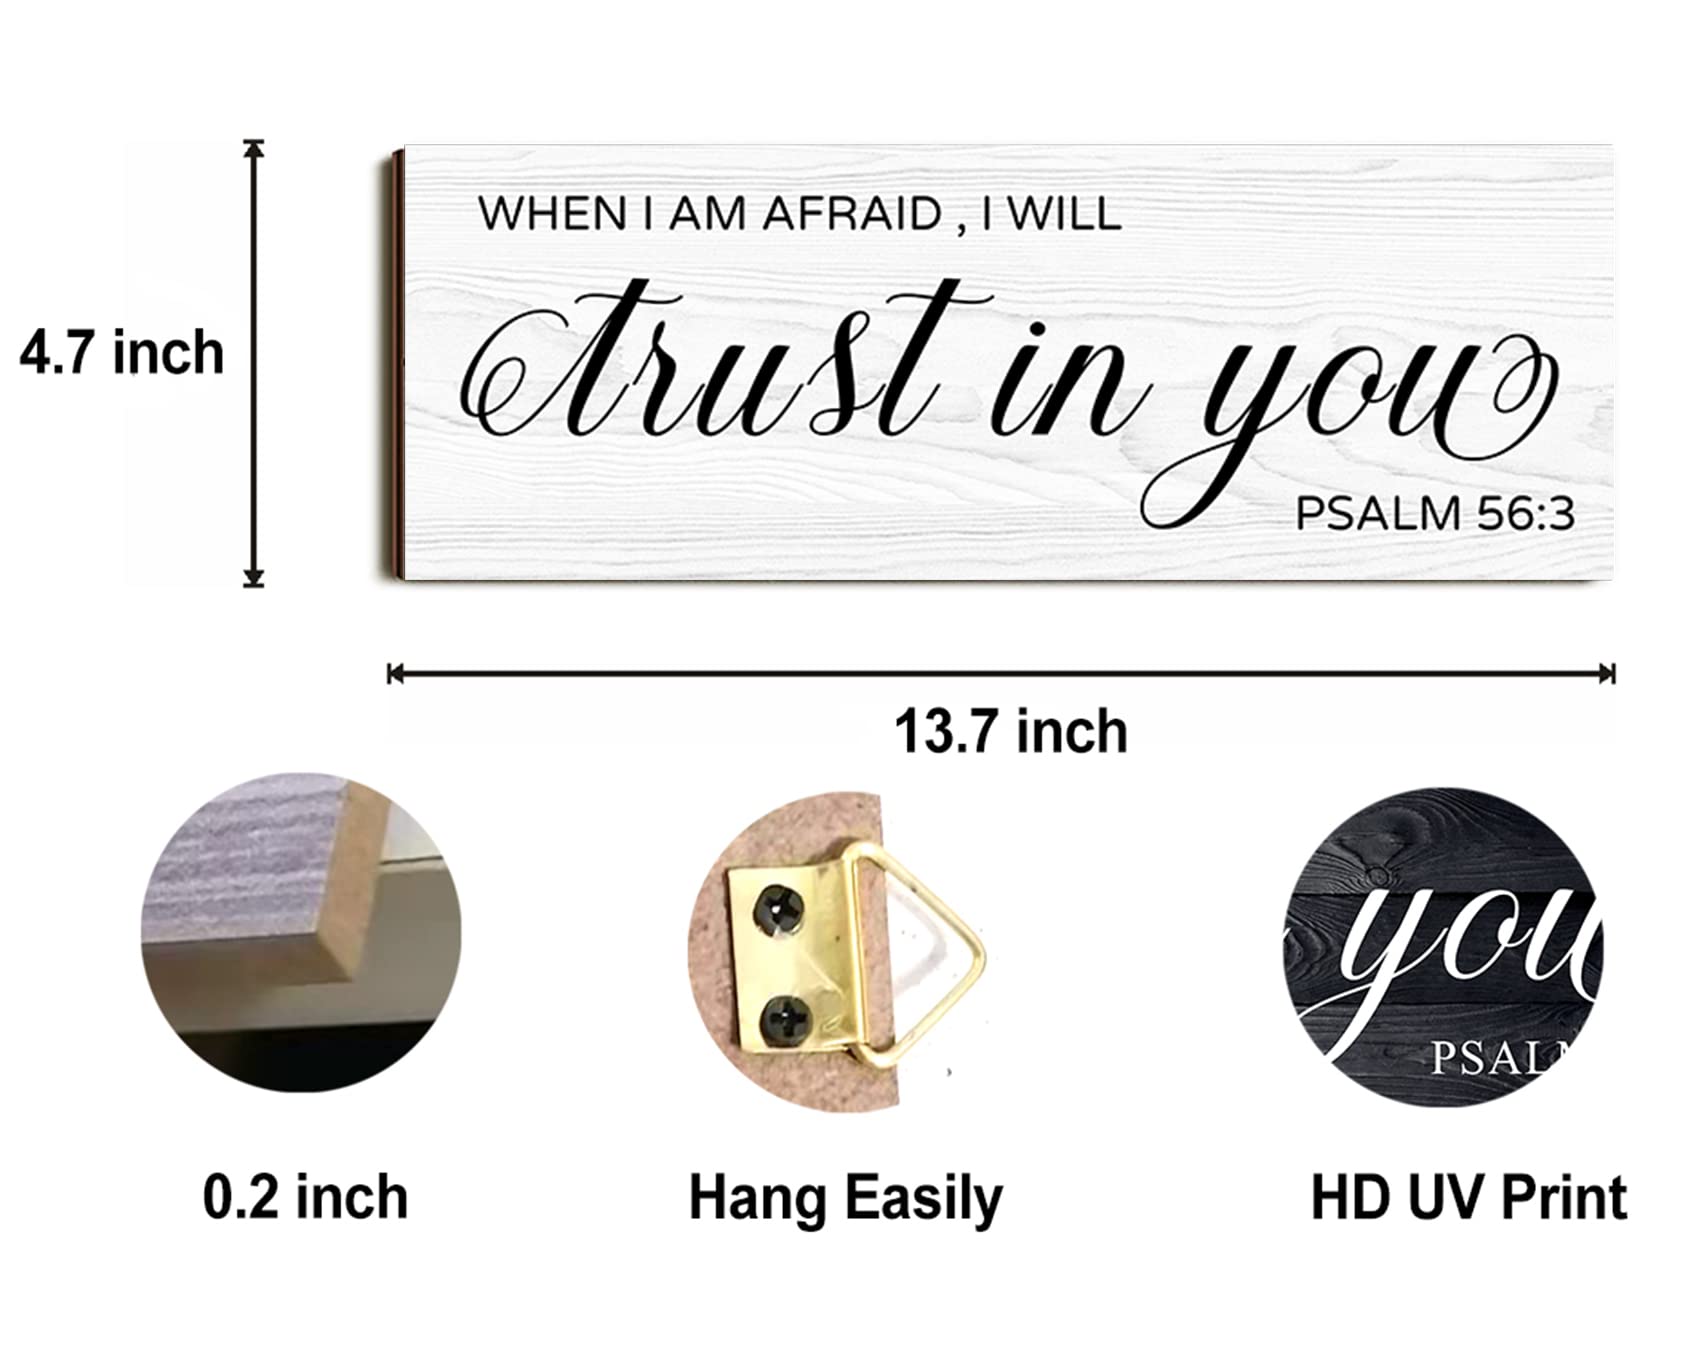 WHEN I AM AFRAID , I WILL
trust in you
PSALM 56:3
4.7 inch
13.7 inch
you
PSALM
0.2 inch
Hang Easily
HD UV Print